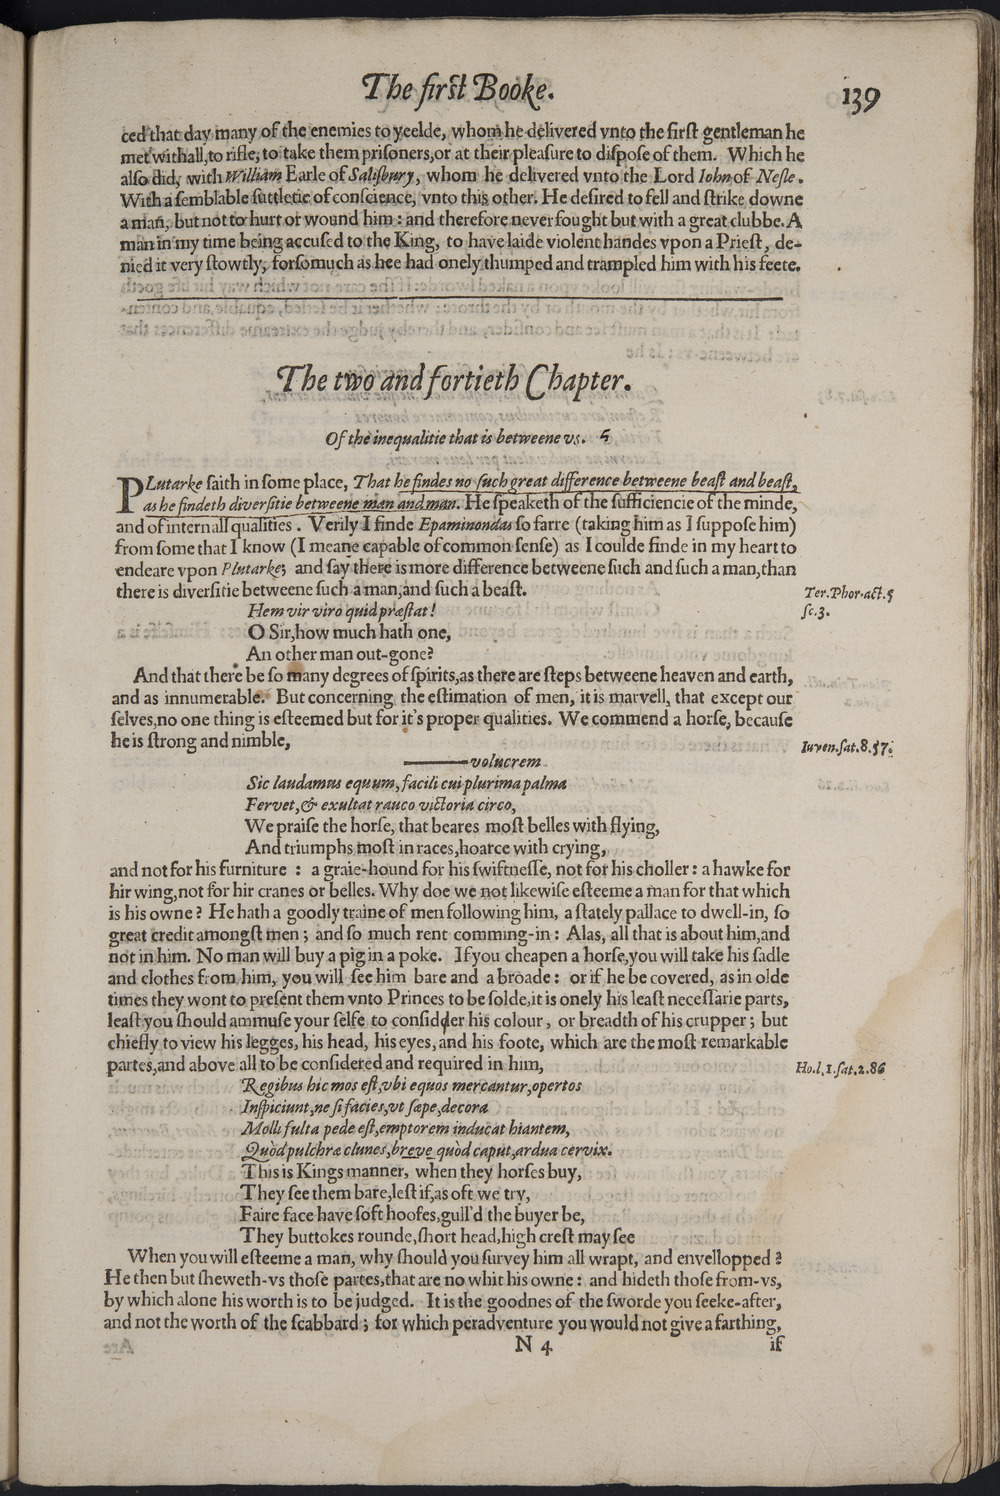 The first Booke.
139
ced that day many of the enemies to yeelde, whom he delivered vnto the first gentleman he
met withall, to rifle, to take them prisoners, or at their pleasure to dispose of them. Which he
also did, with William Earle of Salisbury, whom he delivered vnto the Lord Iohn of Nesle.
With a semblable suttletie of conscience, vnto this other. He desired to fell and strike downe
a man, but not to hurt or wound him: and therefore never fought but with a great clubbe. A
man in my time being accused to the King, to have laide violent handes vpon a Priest, de-
nied it very stowtly, forsomuch as hee had onely thumped and trampled him with his feete.
The two and fortieth Chapter.
Of the inequalitie that is betweene vs.
PLutarke saith in some place, That he findes no such great difference betweene beast and beast,
as he findeth diversitie betweene man and man. He speaketh of the sufficiencie of the minde,
and of internall qualities. Verily I finde Epaminondas so farre (taking him as I suppose him)
from some that I know (I meane capable of common sense) as I coulde finde in my heart to
endeare vpon Plutarke; and say there is more difference betweene such and such a man, than
there is diversitie betweene such a man, and such a beast.
Ter. Phor. act. 5
sc. 3.
Hem vir viro quid præstat!
O Sir, how much hath one,
An other man out-gone?
And that there be so many degrees of spirits, as there are steps betweene heaven and earth,
and as innumerable. But concerning the estimation of men, it is marvell, that except our
selves, no one thing is esteemed but for it's proper qualities. We commend a horse, because
he is strong and nimble,
Iuven. sat. 8. 57.
——— volucrem
Sic laudamus equum, facili cui plurima palma
Fervet, & exultat rauco victoria circo,
We praise the horse, that beares most belles with flying,
And triumphs most in races, hoarce with crying,
and not for his furniture : a graie-hound for his swiftnesse, not for his choller: a hawke for
hir wing, not for hir cranes or belles. Why doe we not likewise esteeme a man for that which
is his owne? He hath a goodly traine of men following him, a stately pallace to dwell-in, so
great credit amongst men; and so much rent comming-in: Alas, all that is about him, and
not in him. No man will buy a pig in a poke. If you cheapen a horse, you will take his sadle
and clothes from him, you will see him bare and a broade: or if he be covered, as in olde
times they wont to present them vnto Princes to be solde, it is onely his least necessarie parts,
least you should ammuse your selfe to considder his colour, or breadth of his crupper; but
chiefly to view his legges, his head, his eyes, and his foote, which are the most remarkable
partes, and above all to be considered and required in him,
Ho. l. 1. sat. 2. 86
Regibus hic mos est, vbi equos mercantur, opertos
Inspiciunt, ne si facies, vt sæpe, decora
Molli fulta pede est, emptorem inducat hiantem,
Quòd pulchræ clunes, breve quòd caput, ardua cervix.
This is Kings manner, when they horses buy,
They see them bare, lest if, as oft we try,
Faire face have soft hoofes, gull'd the buyer be,
They buttokes rounde, short head, high crest may see
When you will esteeme a man, why should you survey him all wrapt, and envellopped?
He then but sheweth-vs those partes, that are no whit his owne: and hideth those from-vs,
by which alone his worth is to be judged. It is the goodnes of the sworde you seeke-after,
and not the worth of the scabbard; for which peradventure you would not give a farthing,
N 4
if